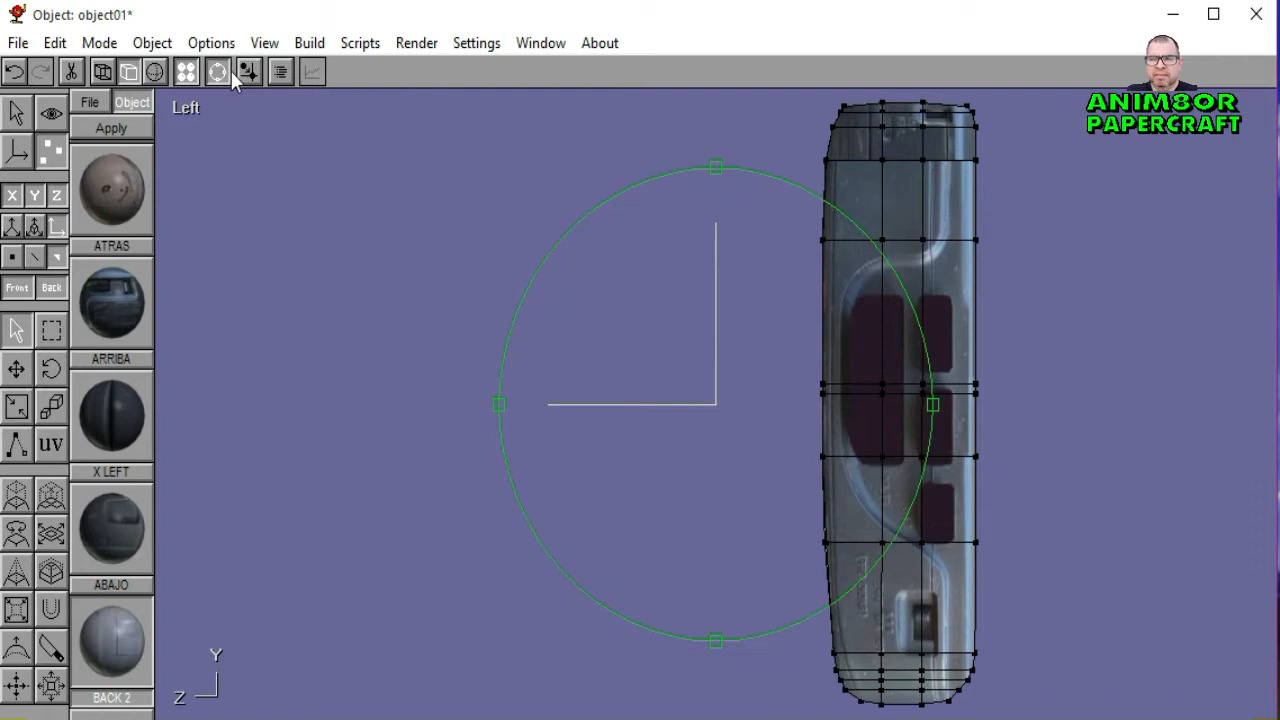 Object: object01*
File Edit Mode Object Options View Build Scripts Render Settings Window About
ANIM8OR
PAPERCRAFT
File Object
Left
Apply
X Y Z
ATRAS
Front Back
ARRIBA
uv
X LEFT
ABAJO
Y
Z
BACK 2